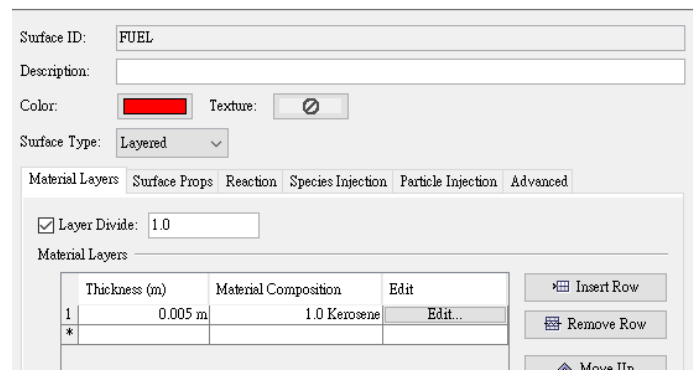 Surface ID: FUEL
Description:
Color: Texture:
Surface Type: Layered
Material Layers Surface Props Reaction Species Injection Particle Injection Advanced
Layer Divide: 1.0
Material Layers
Thickness (m) Material Composition Edit Insert Row
1 0.005 m 1.0 Kerosene Edit...
* Remove Row
Move Up